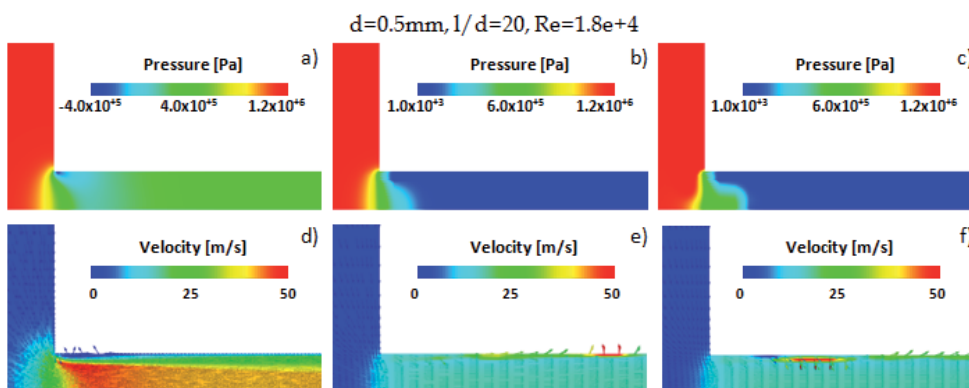 d=0.5mm, l/d=20, Re=1.8e+4
Pressure [Pa] a)
-4.0x10⁺⁵ 4.0x10⁺⁵ 1.2x10⁺⁶
Pressure [Pa] b)
1.0x10⁺³ 6.0x10⁺⁵ 1.2x10⁺⁶
Pressure [Pa] c)
1.0x10⁺³ 6.0x10⁺⁵ 1.2x10⁺⁶
Velocity [m/s] d)
0 25 50
Velocity [m/s] e)
0 25 50
Velocity [m/s] f)
0 25 50